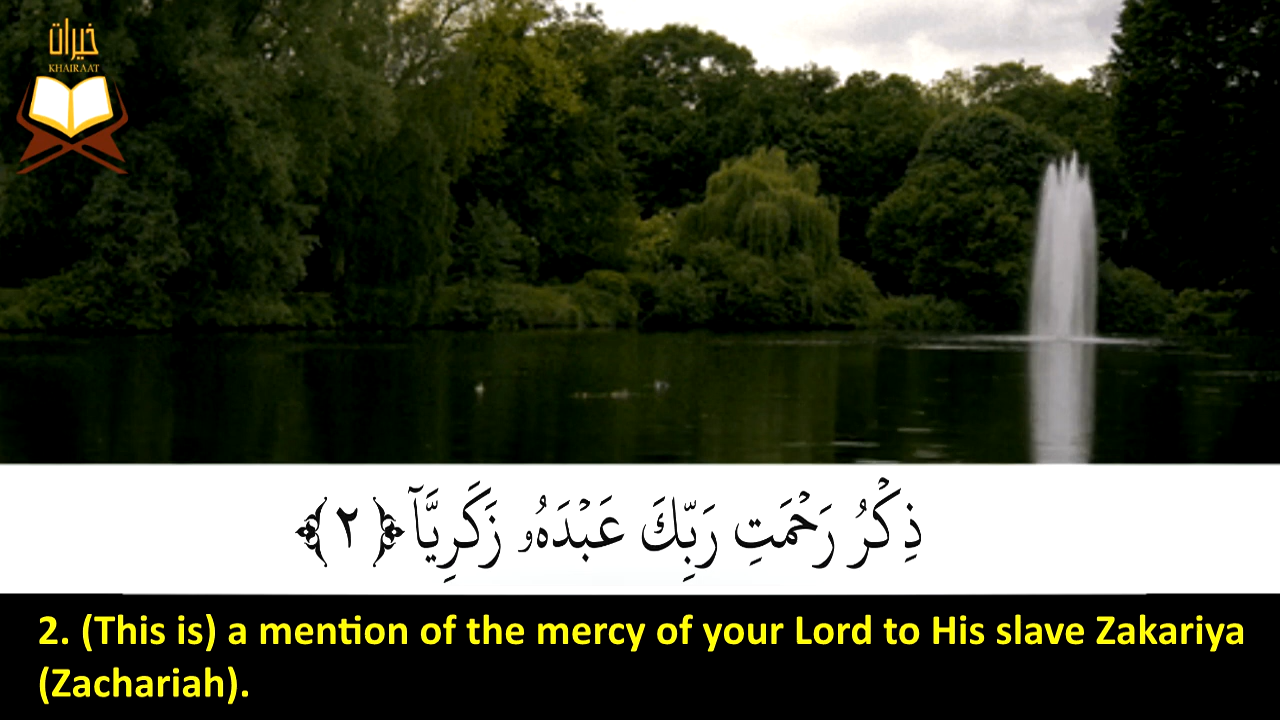 خيرات
KHAIRAAT
ذِكْرُ رَحْمَتِ رَبِّكَ عَبْدَهُۥ زَكَرِيَّآ ﴿٢﴾
2. (This is) a mention of the mercy of your Lord to His slave Zakariya
(Zachariah).